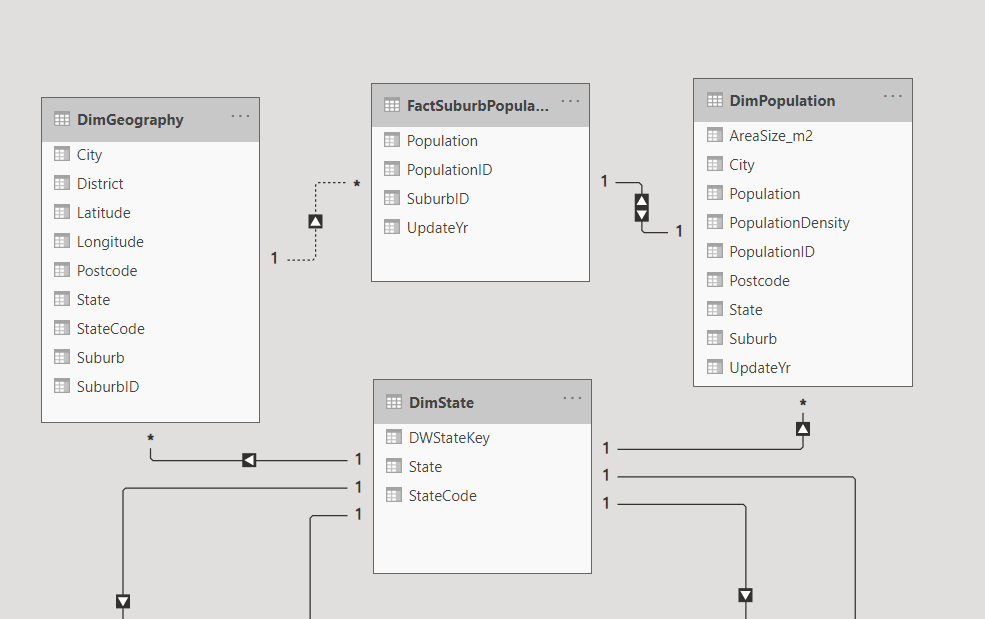 DimGeography
City
District
Latitude
Longitude
Postcode
State
StateCode
Suburb
SuburbID
FactSuburbPopula...
Population
PopulationID
SuburbID
UpdateYr
DimPopulation
AreaSize_m2
City
Population
PopulationDensity
PopulationID
Postcode
State
Suburb
UpdateYr
1
*
1
1
DimState
DWStateKey
State
StateCode
*
1
1
1
*
1
1
1